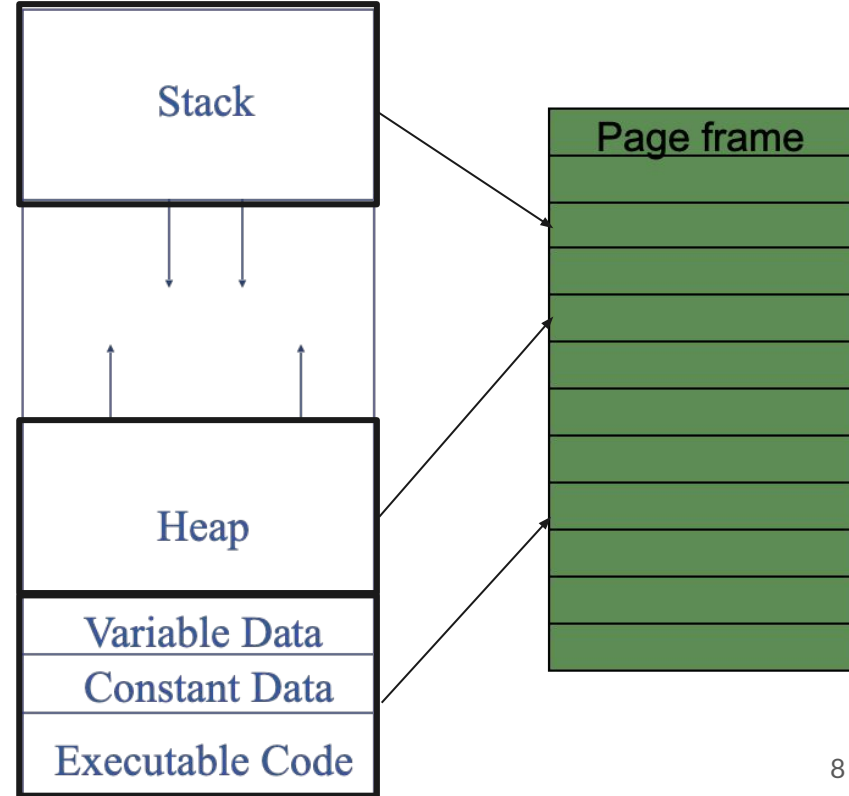 Stack
Page frame
Heap
Variable Data
Constant Data
Executable Code
8